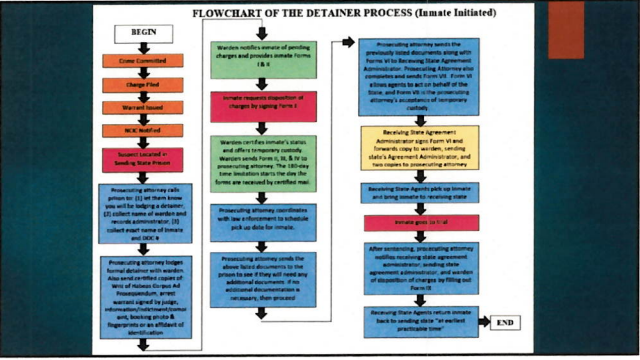 FLOWCHART OF THE DETAINER PROCESS (Inmate Initiated)
BEGIN
Crime Committed
Charge Filed
Warrant Issued
NCIC Notified
Suspect Located in
Sending State Prison
Prosecuting attorney calls
prison to: (1) let them know
you will be lodging a detainer,
(2) collect name of warden and
records administrator, (3)
collect exact name of inmate
and DOC #
Prosecuting attorney lodges
formal detainer with warden.
Also send certified copies of:
Writ of Habeas Corpus Ad
Prosequendum, arrest
warrant signed by judge,
information/indictment/compl
aint, booking photo &
fingerprints or an affidavit of
identification.
Warden notifies inmate of pending
charges and provides inmate Forms
I & II
Inmate requests disposition of
charges by signing Form II
Warden certifies inmate's status
and offers temporary custody.
Warden sends Form II, III, & IV to
prosecuting attorney. The 180-day
time limitation starts the day the
forms are received by certified mail.
Prosecuting attorney coordinates
with law enforcement to schedule
pick up date for inmate.
Prosecuting attorney sends the
above listed documents to the
prison to see if they will need any
additional documents. If no
additional documentation is
necessary, then proceed
Prosecuting attorney sends the
previously listed documents along with
Forms VI to Receiving State Agreement
Administrator. Prosecuting Attorney also
completes and sends Form VII. Form VI
allows agents to act on behalf of the
State, and Form VII is the prosecuting
attorney's acceptance of temporary
custody.
Receiving State Agreement
Administrator signs Form VI and
forwards copy to warden, sending
state's Agreement Administrator, and
two copies to prosecuting attorney
Receiving State Agents pick up inmate
and bring inmate to receiving state
Inmate goes to trial
After sentencing, prosecuting attorney
notifies receiving state agreement
administrator, sending state
agreement administrator, and warden
of disposition of charges by filling out
Form IX
Receiving State Agents return inmate
back to sending state "at earliest
practicable time"
END